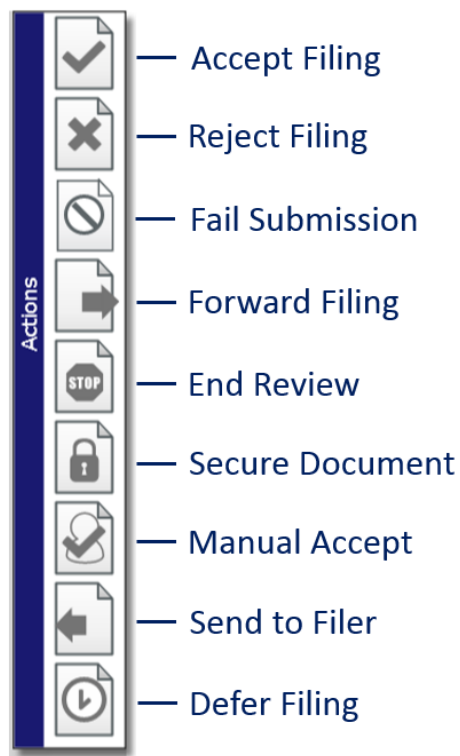 Actions
Accept Filing
Reject Filing
Fail Submission
Forward Filing
STOP
End Review
Secure Document
Manual Accept
Send to Filer
Defer Filing